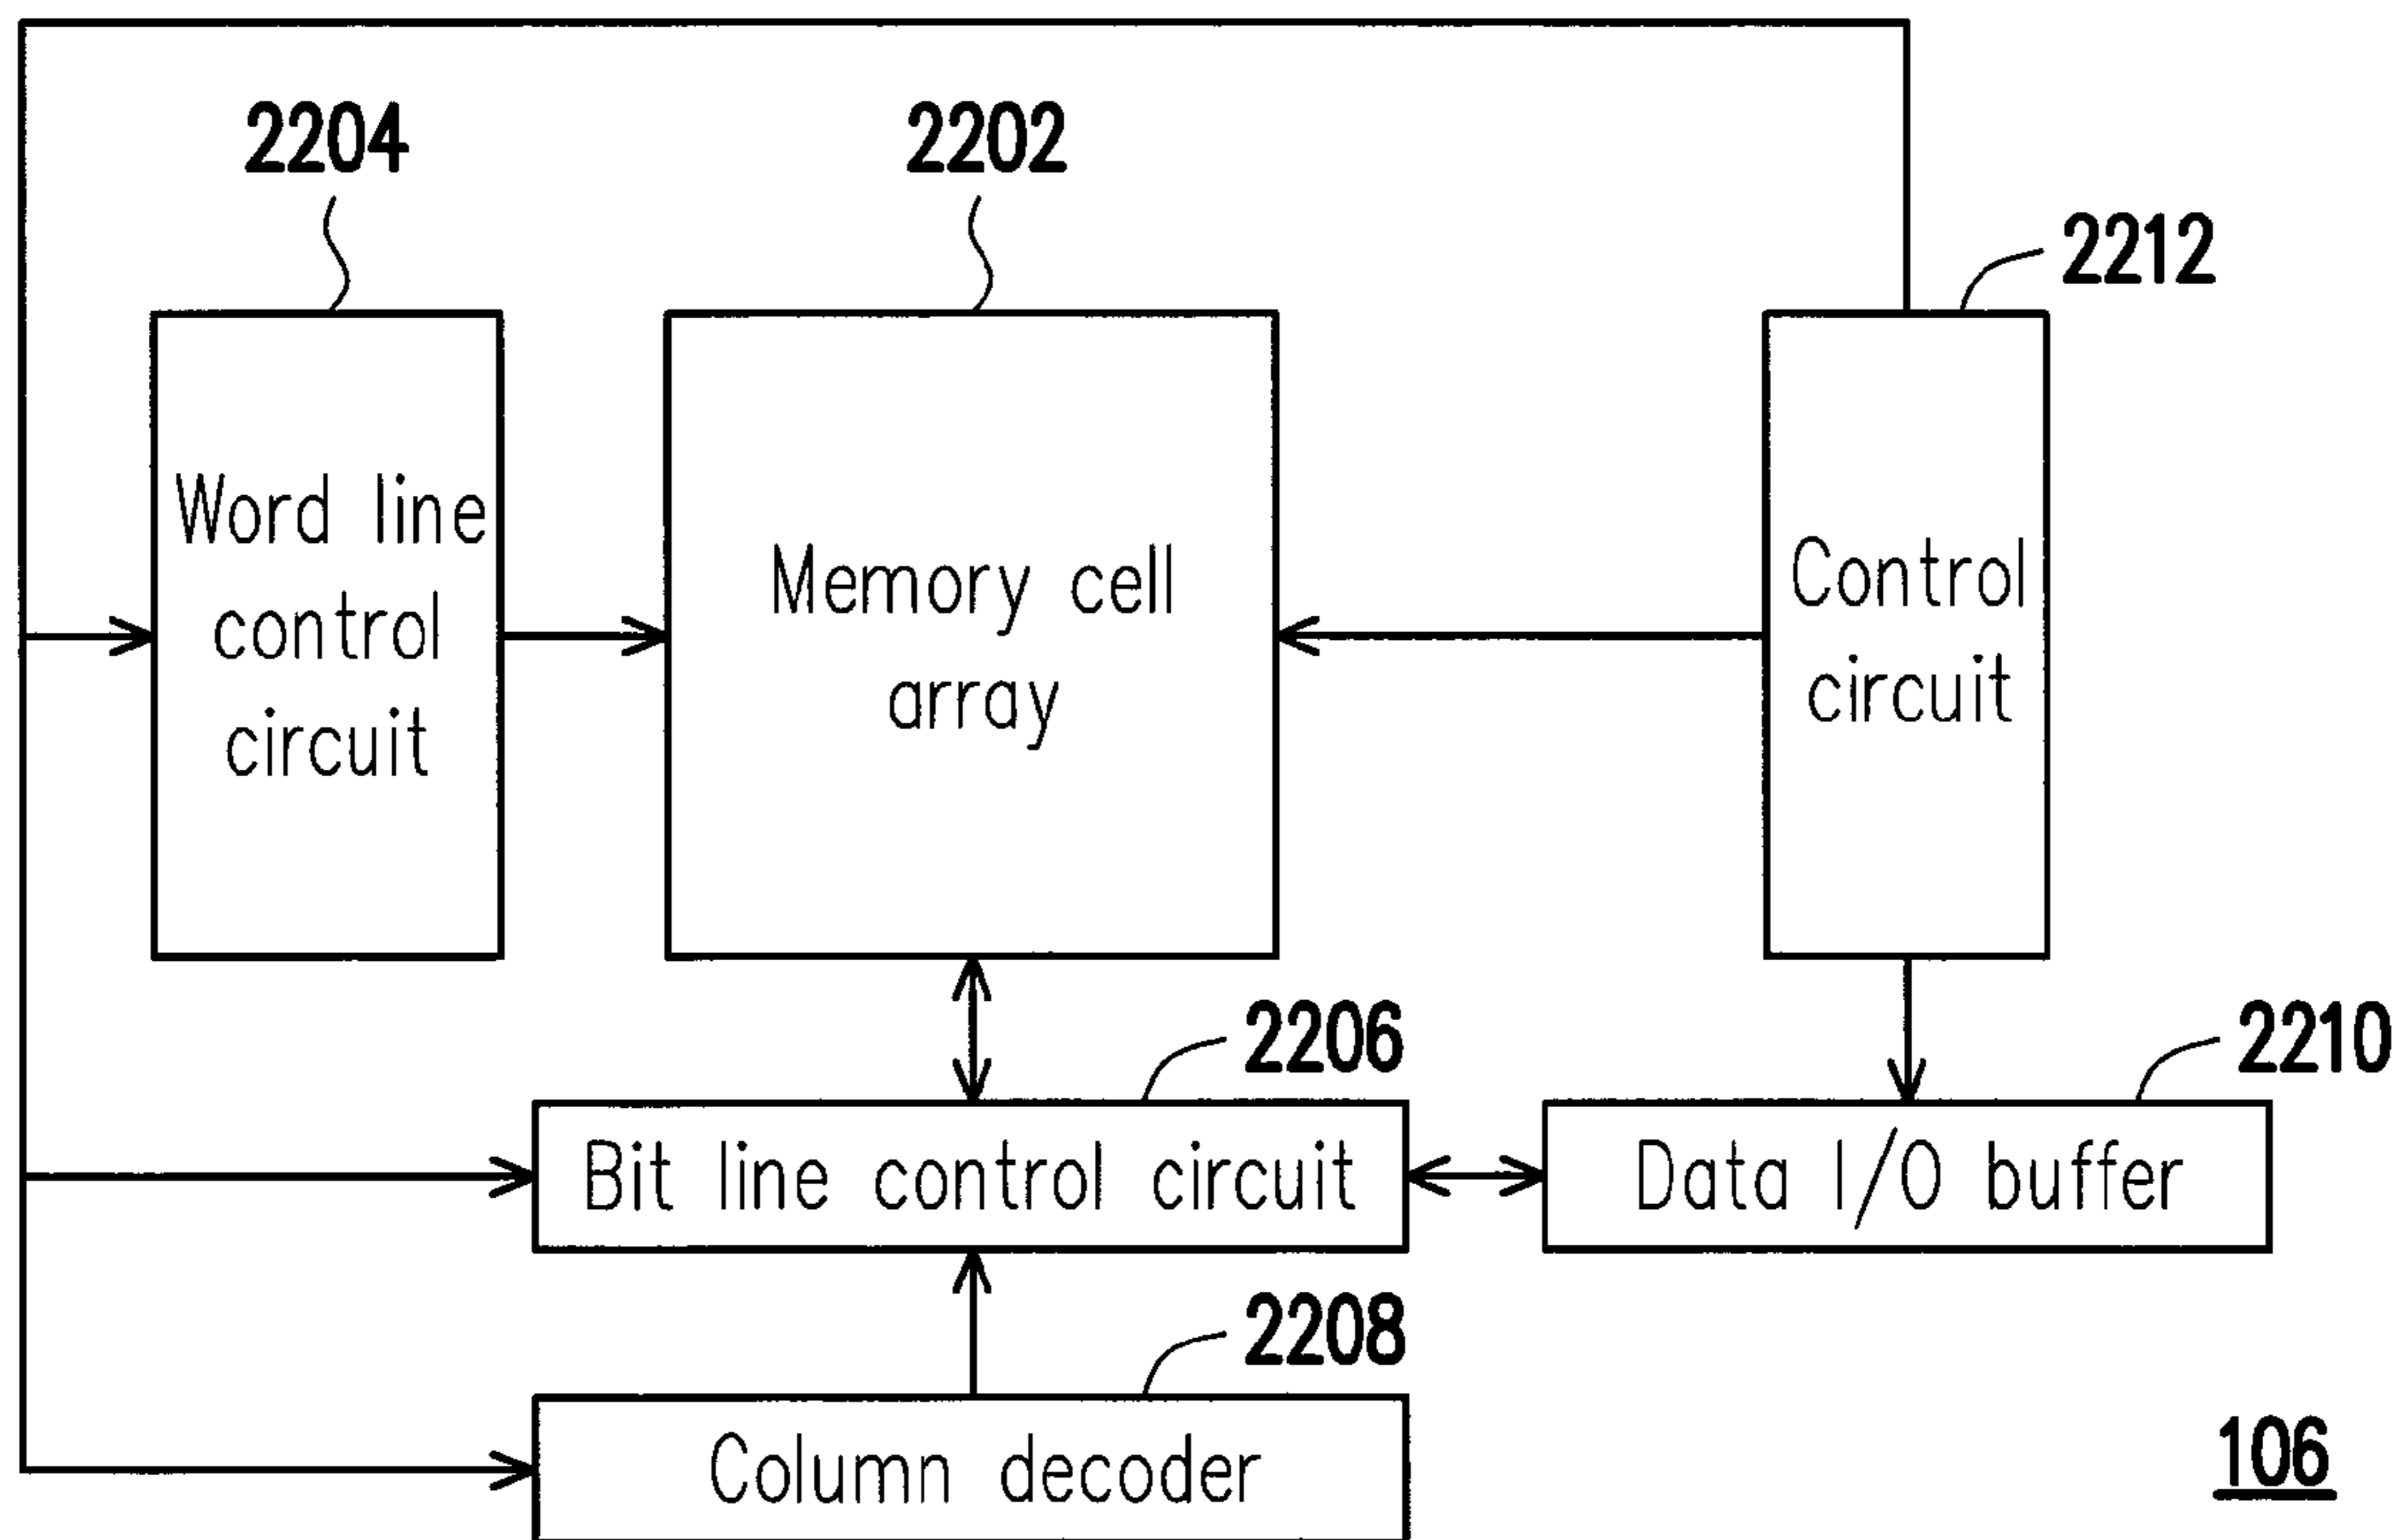 2204
2202
2212
Word line
control
circuit
Memory cell
array
Control
circuit
2206
2210
Bit line control circuit
Data I/O buffer
2208
Column decoder
106